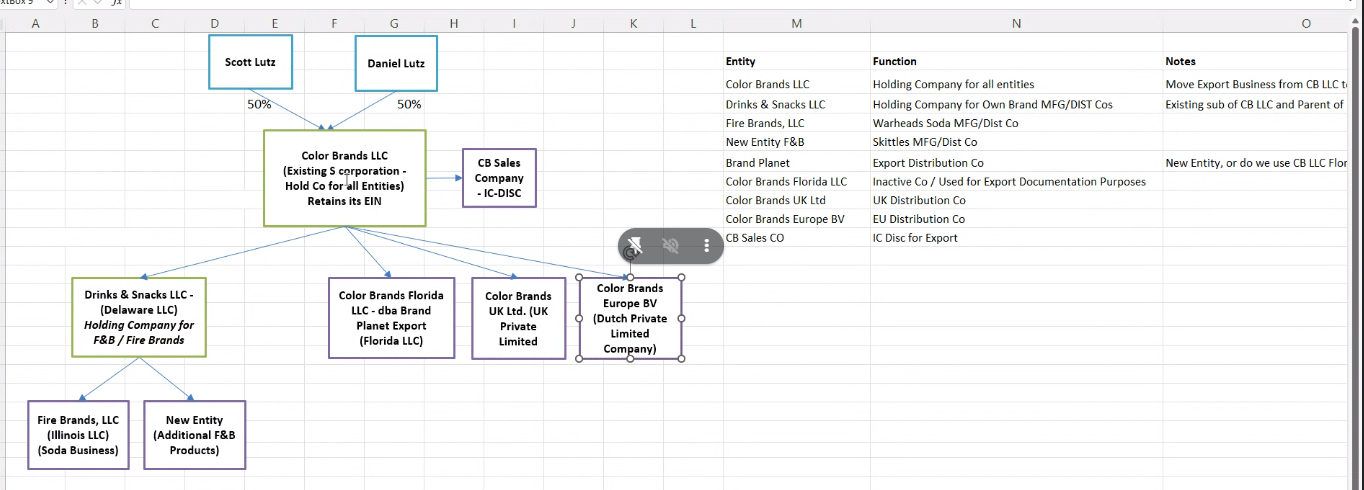 A B C D E F G H I J K L M N O
Scott Lutz
Daniel Lutz
50%
50%
Color Brands LLC
(Existing S corporation -
Hold Co for all Entities)
Retains its EIN
CB Sales
Company
- IC-DISC
Drinks & Snacks LLC -
(Delaware LLC)
Holding Company for
F&B / Fire Brands
Color Brands Florida
LLC - dba Brand
Planet Export
(Florida LLC)
Color Brands
UK Ltd. (UK
Private
Limited
Color Brands
Europe BV
(Dutch Private
Limited
Company)
Fire Brands, LLC
(Illinois LLC)
(Soda Business)
New Entity
(Additional F&B
Products)
Entity Function Notes
Color Brands LLC Holding Company for all entities Move Export Business from CB LLC
Drinks & Snacks LLC Holding Company for Own Brand MFG/DIST Cos Existing sub of CB LLC and Parent of
Fire Brands, LLC Warheads Soda MFG/Dist Co
New Entity F&B Skittles MFG/Dist Co
Brand Planet Export Distribution Co New Entity, or do we use CB LLC Flor
Color Brands Florida LLC Inactive Co / Used for Export Documentation Purposes
Color Brands UK Ltd UK Distribution Co
Color Brands Europe BV EU Distribution Co
CB Sales CO IC Disc for Export